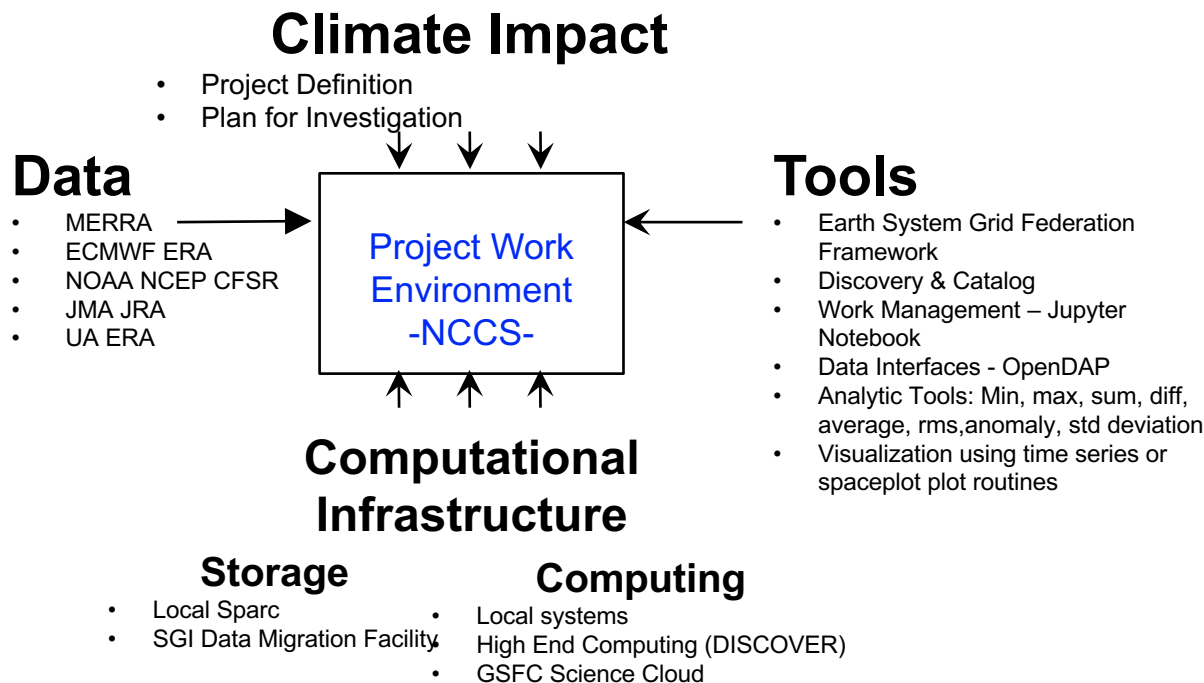 Climate Impact
• Project Definition
• Plan for Investigation
Data
• MERRA
• ECMWF ERA
• NOAA NCEP CFSR
• JMA JRA
• UA ERA
Project Work
Environment
-NCCS-
Tools
• Earth System Grid Federation
Framework
• Discovery & Catalog
• Work Management – Jupyter
Notebook
• Data Interfaces - OpenDAP
• Analytic Tools: Min, max, sum, diff,
average, rms,anomaly, std deviation
• Visualization using time series or
spaceplot plot routines
Computational
Infrastructure
Storage
• Local Sparc
• SGI Data Migration Facility
Computing
• Local systems
• High End Computing (DISCOVER)
• GSFC Science Cloud